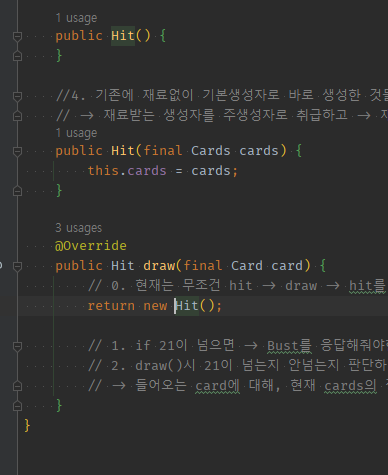 1 usage
public Hit() {
}
//4. 기존에 재료없이 기본생성자로 바로 생성한
// → 재료받는 생성자를 주생성자로 취급하고 →
1 usage
public Hit(final Cards cards) {
this.cards = cards;
}
3 usages
@Override
public Hit draw(final Card card) {
// 0. 현재는 무조건 hit → draw → hit를
return new Hit();
// 1. if 21이 넘으면 → Bust를 응답해줘야
// 2. draw()시 21이 넘는지 안넘는지 판단하
// → 들어오는 card에 대해, 현재 cards의
}
}